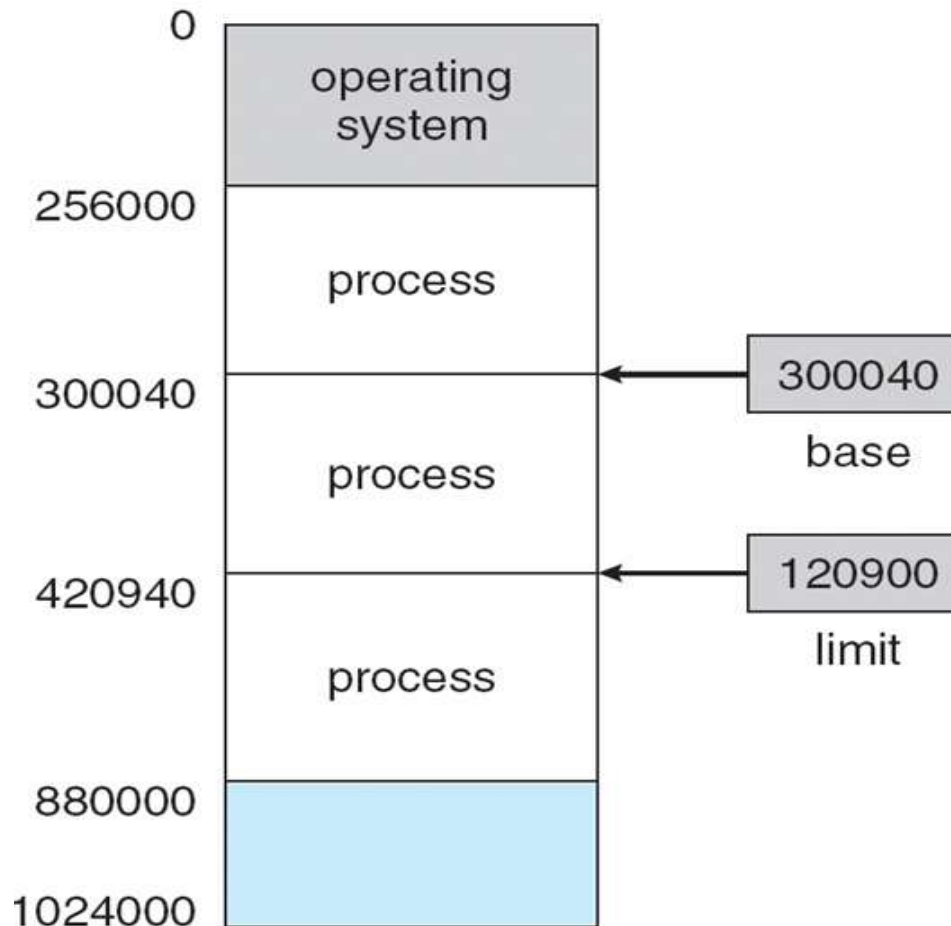 0
operating
system
256000
process
300040
300040
base
process
420940
120900
limit
process
880000
1024000